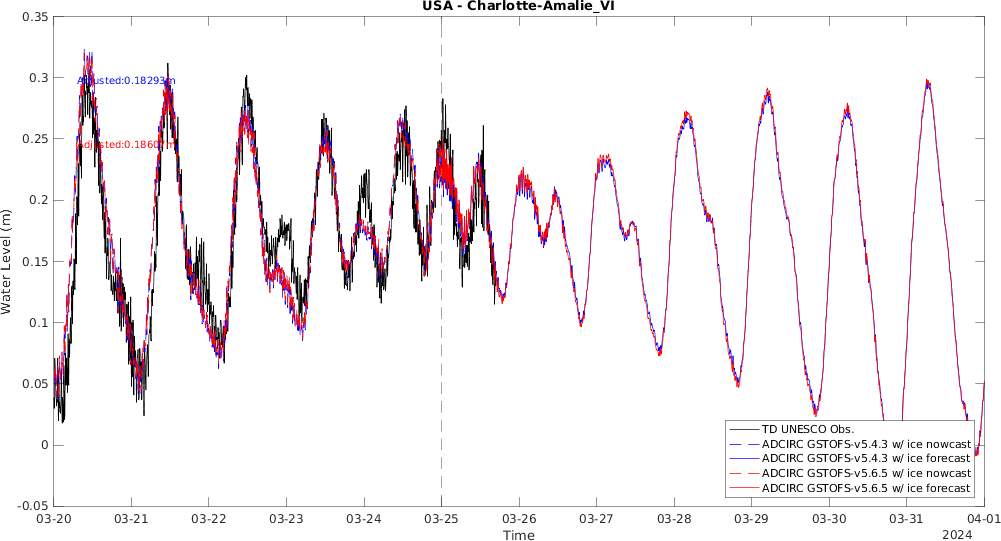 USA - Charlotte-Amalie_VI
0.35
0.3
0.25
0.2
0.15
0.1
0.05
0
-0.05
Water Level (m)
Adjusted:0.18293m
TD UNESCO Obs.
ADCIRC GSTOFS-v5.4.3 w/ ice nowcast
ADCIRC GSTOFS-v5.4.3 w/ ice forecast
ADCIRC GSTOFS-v5.6.5 w/ ice nowcast
ADCIRC GSTOFS-v5.6.5 w/ ice forecast
03-20 03-21 03-22 03-23 03-24 03-25 03-26 03-27 03-28 03-29 03-30 03-31 04-01
Time
2024